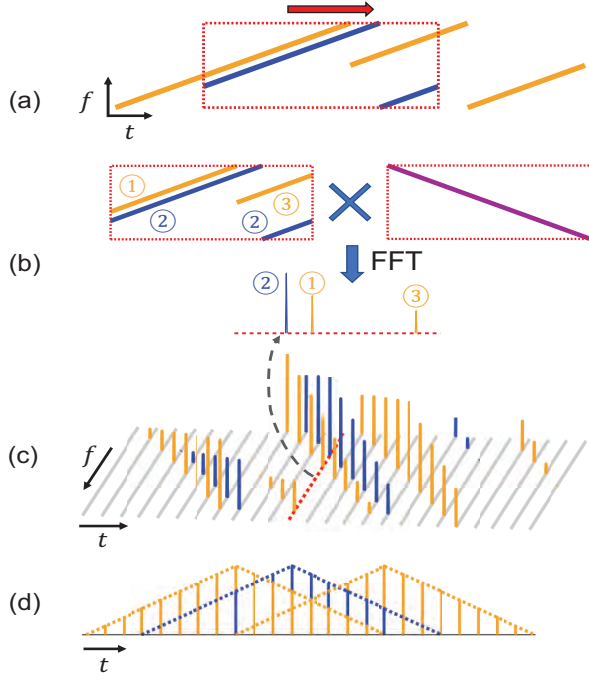 (a)
f
t
① ② ② ③
(b)
FFT
② ① ③
(c)
f
t
(d)
t